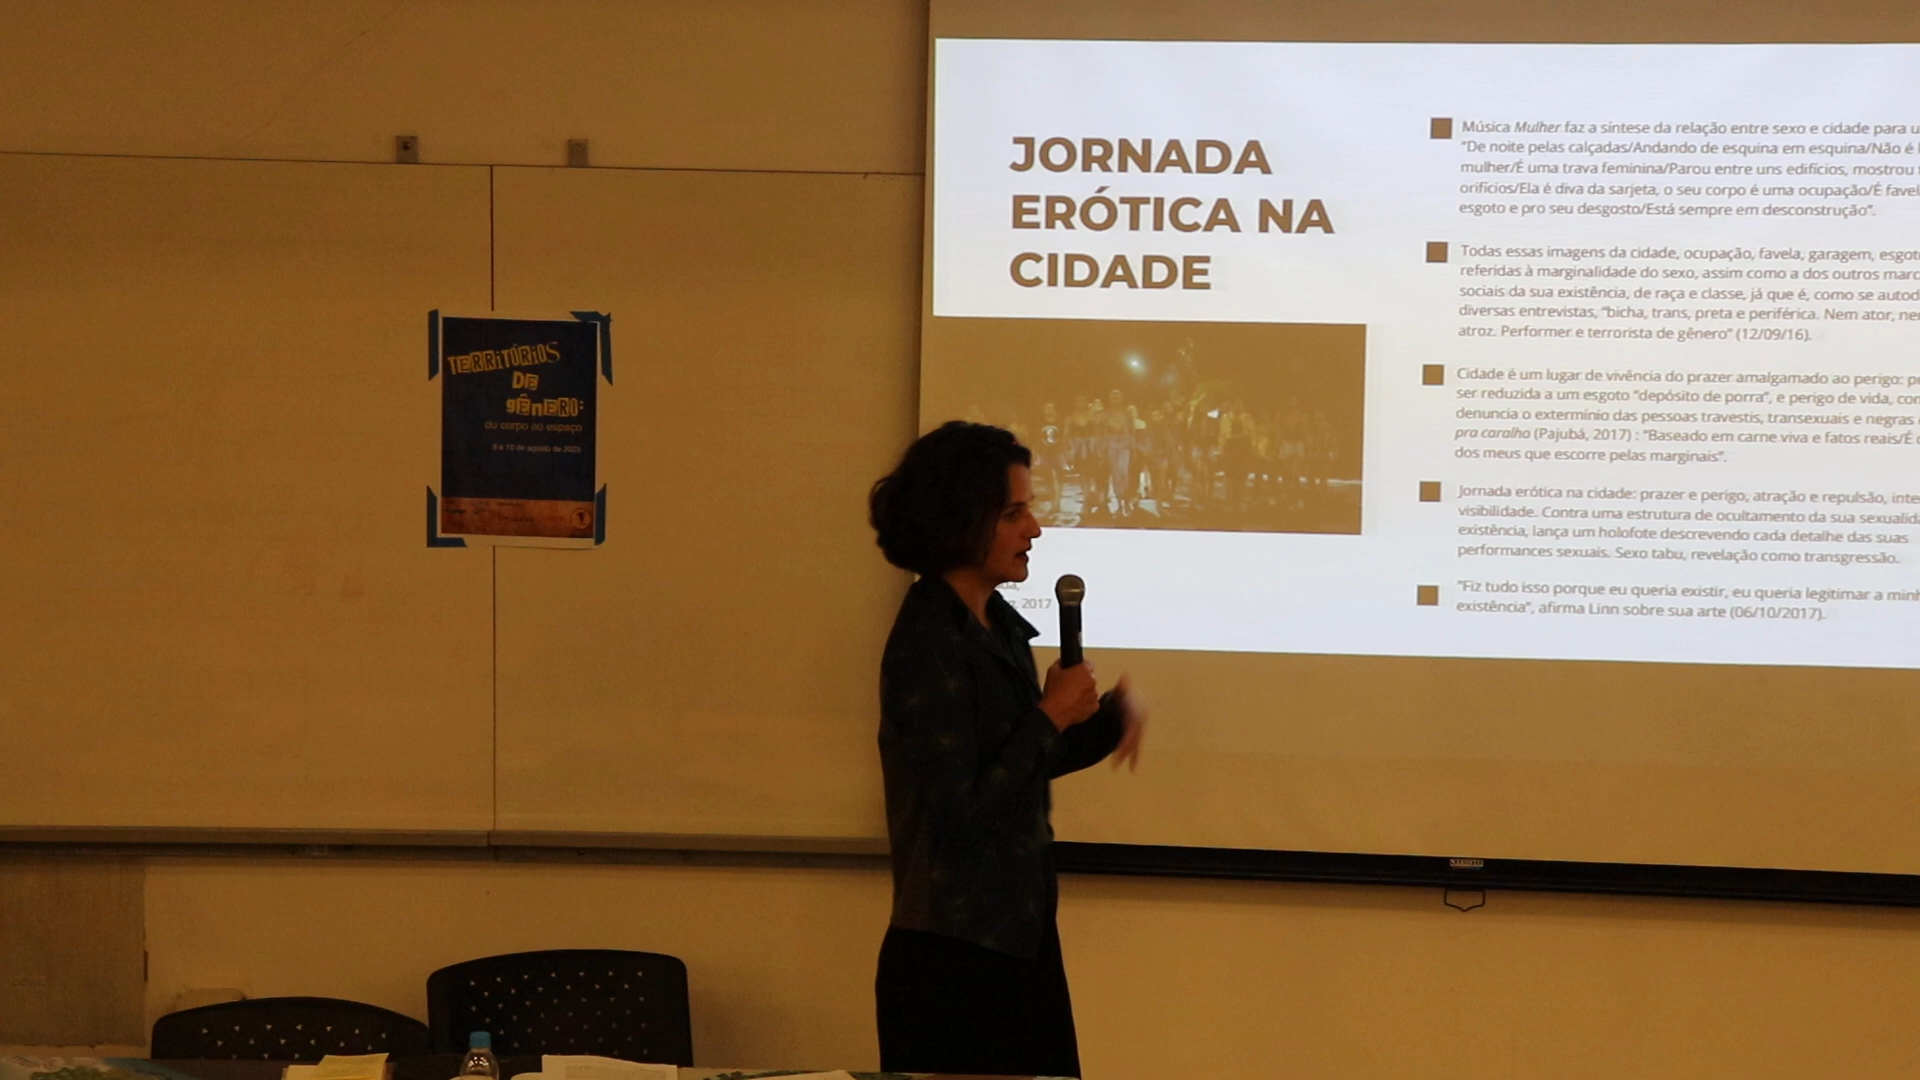 TERRITÓRIOS
DE
gÊnERO:
do corpo ao espaço
de agosto de 2023
JORNADA
ERÓTICA NA
CIDADE
2017
Música Mulher faz a síntese da relação entre sexo e cidade para
"De noite pelas calçadas/Andando de esquina em esquina/Não é
mulher/É uma trava feminina/Parou entre uns edifícios, mostrou
orifícios/Ela é diva da sarjeta, o seu corpo é uma ocupação/É
esgoto e pro seu desgosto/Está sempre em desconstrução".
Todas essas imagens da cidade, ocupação, favela, garagem,
referidas à marginalidade do sexo, assim como a dos outros
sociais da sua existência, de raça e classe, já que é, como se
diversas entrevistas, "bicha, trans, preta e periférica. Nem ator,
atroz. Performer e terrorista de gênero" (12/09/16).
Cidade é um lugar de vivência do prazer amalgamado ao perigo:
ser reduzida a um esgoto "depósito de porra", e perigo de vida,
denuncia o extermínio das pessoas travestis, transexuais e negras
pra caralho (Pajubá, 2017) : "Baseado em carne viva e fatos reais/É
dos meus que escorre pelas marginais".
Jornada erótica na cidade: prazer e perigo, atração e repulsão,
visibilidade. Contra uma estrutura de ocultamento da sua
existência, lança um holofote descrevendo cada detalhe das suas
performances sexuais. Sexo tabu, revelação como transgressão.
"Fiz tudo isso porque eu queria existir, eu queria legitimar a
existência", afirma Linn sobre sua arte (06/10/2017).